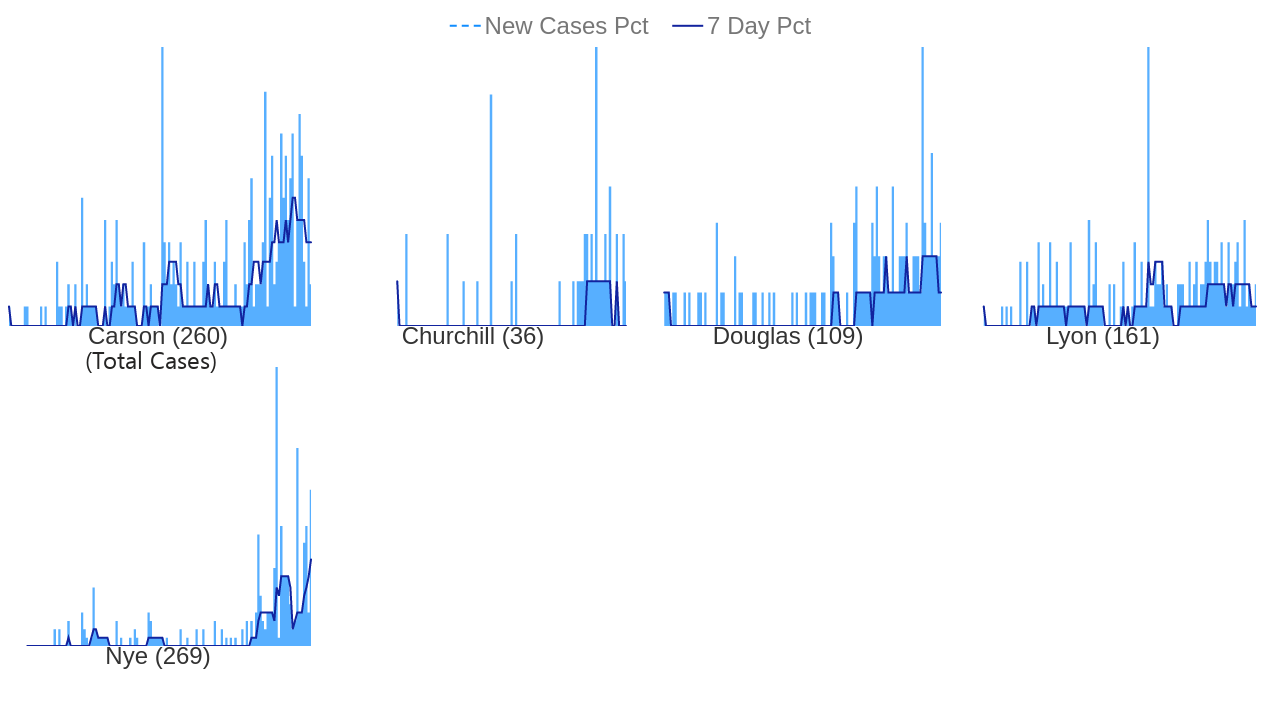 New Cases Pct 7 Day Pct
Carson (260) Churchill (36) Douglas (109) Lyon (161)
(Total Cases)
Nye (269)